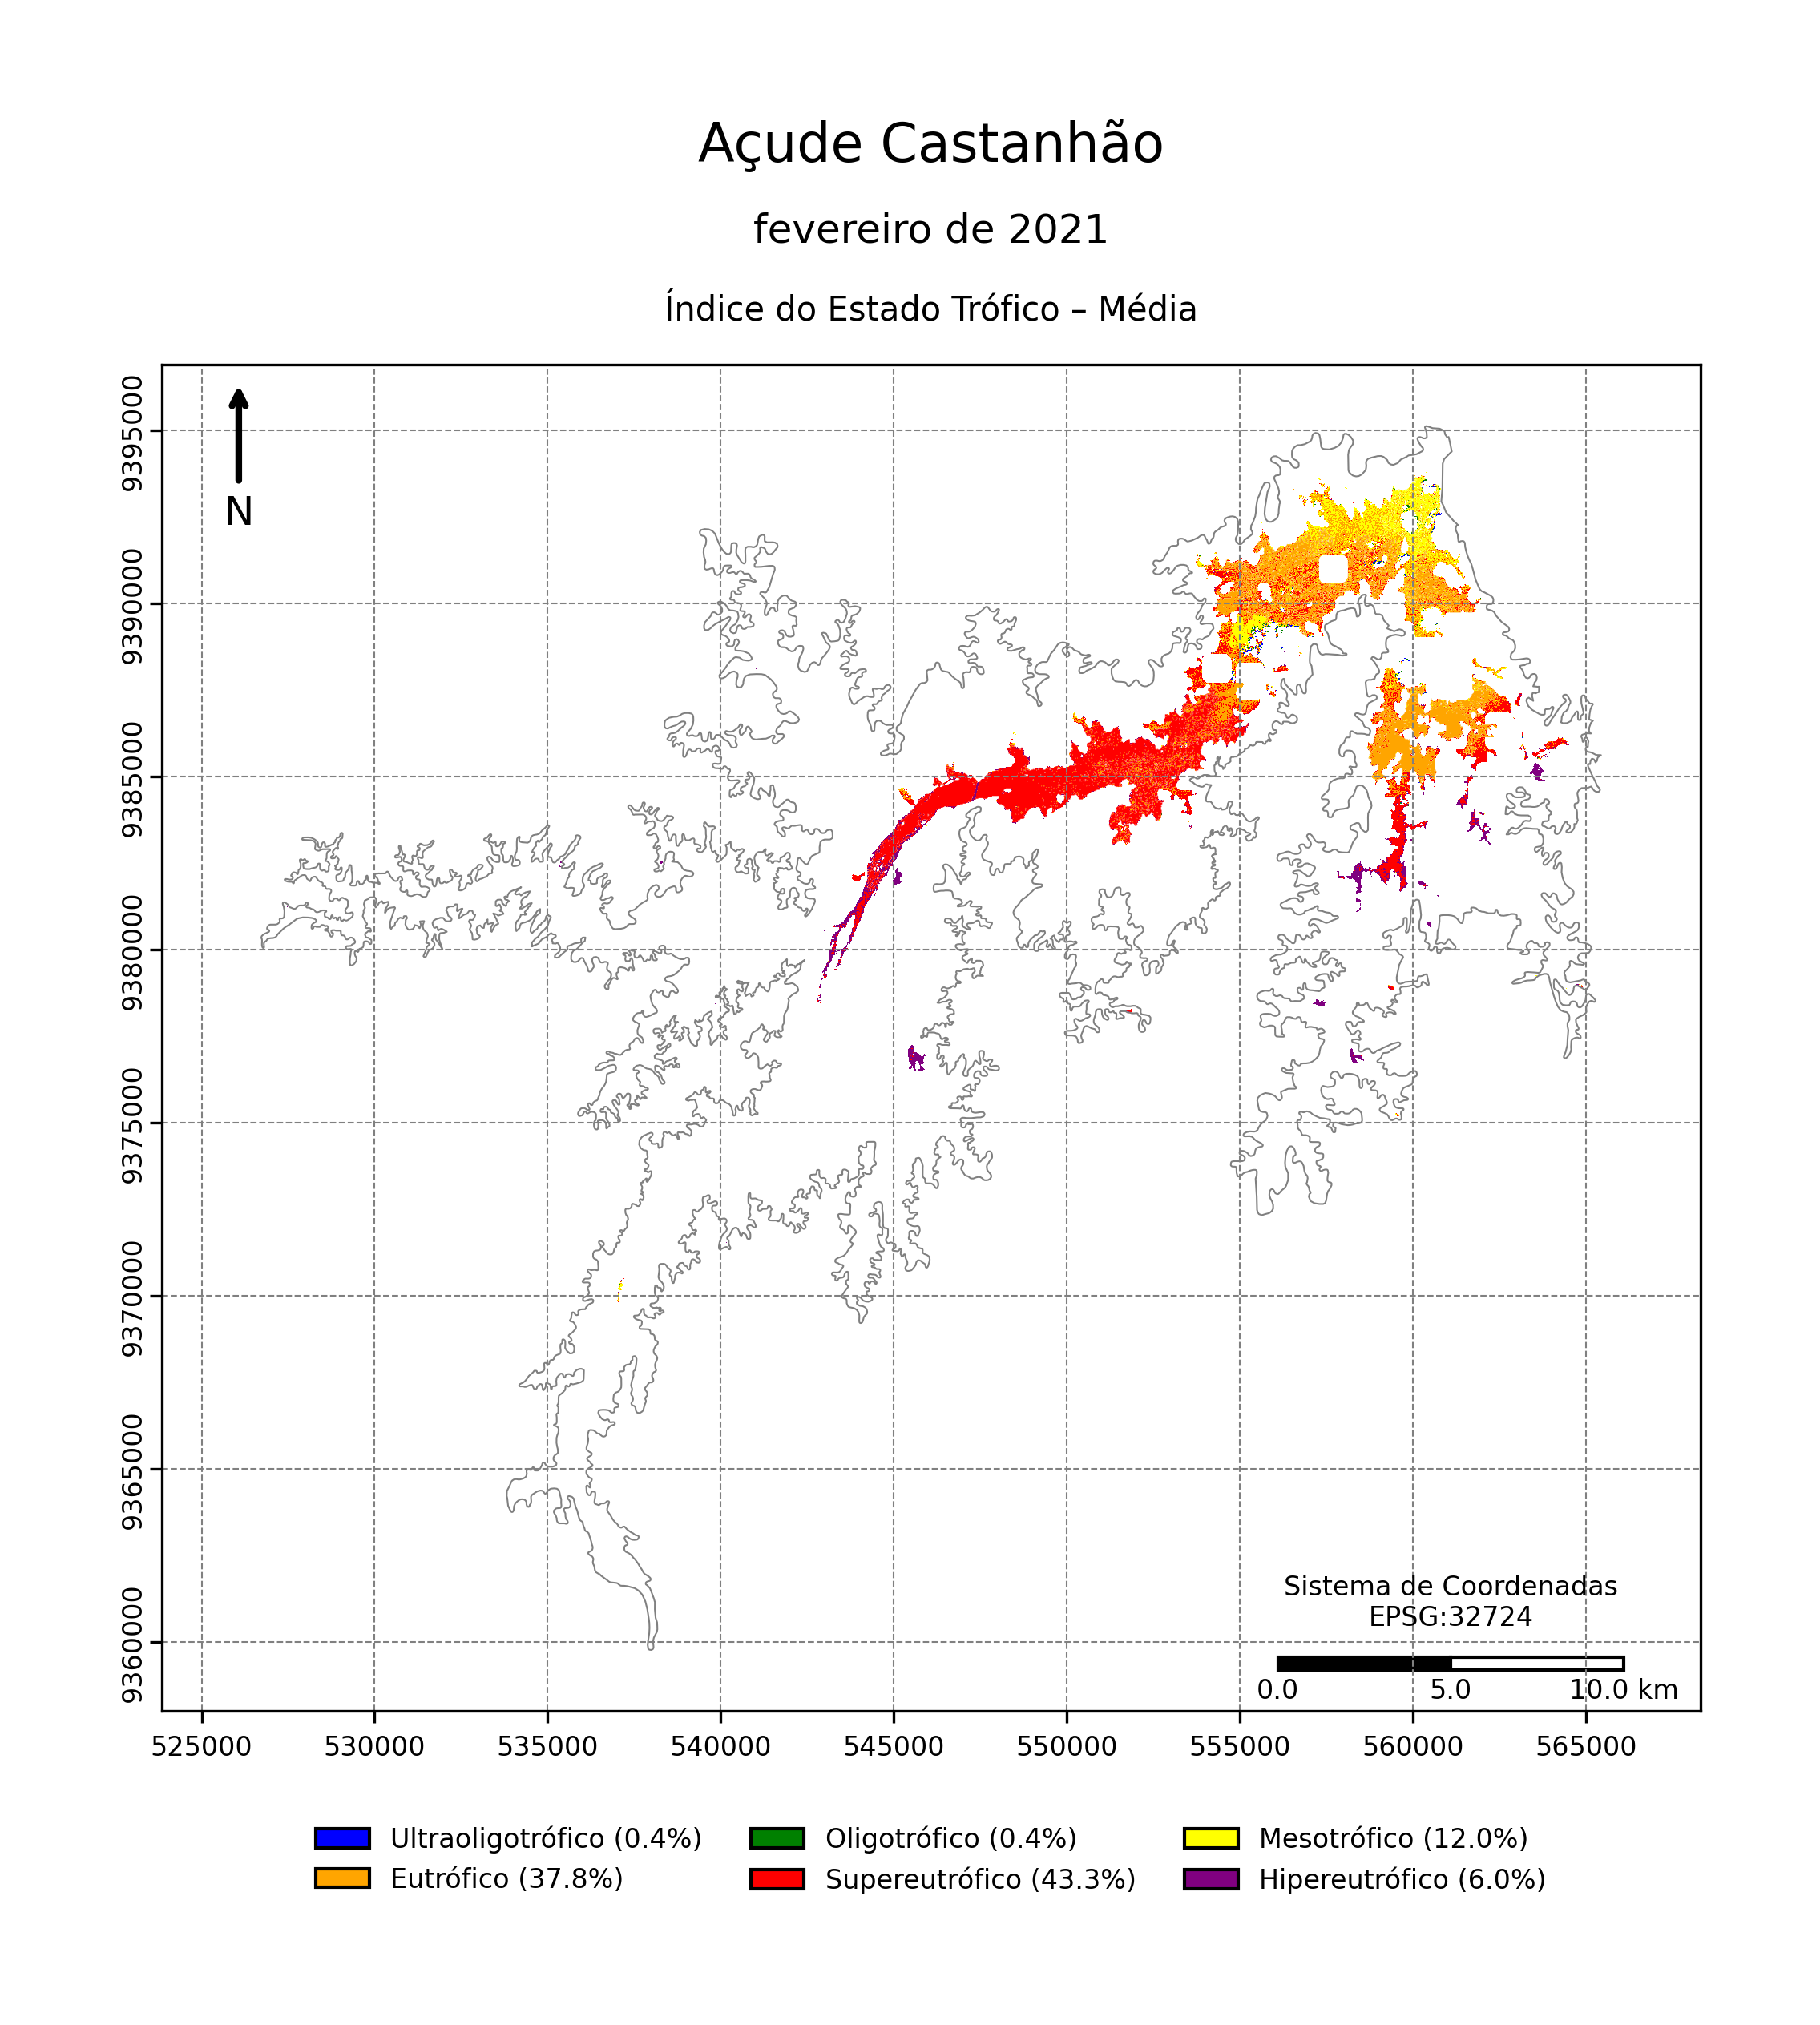 Açude Castanhão
fevereiro de 2021
Índice do Estado Trófico – Média
N
9395000
9390000
9385000
9380000
9375000
9370000
9365000
9360000
Sistema de Coordenadas
EPSG:32724
0.0 5.0 10.0 km
525000 530000 535000 540000 545000 550000 555000 560000 565000
Ultraoligotrófico (0.4%) Oligotrófico (0.4%) Mesotrófico (12.0%)
Eutrófico (37.8%) Supereutrófico (43.3%) Hipereutrófico (6.0%)